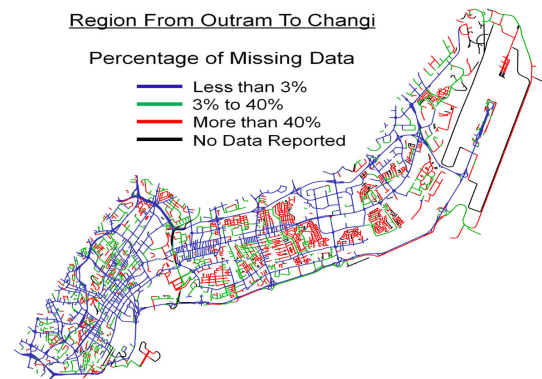 Region From Outram To Changi
Percentage of Missing Data
Less than 3%
3% to 40%
More than 40%
No Data Reported